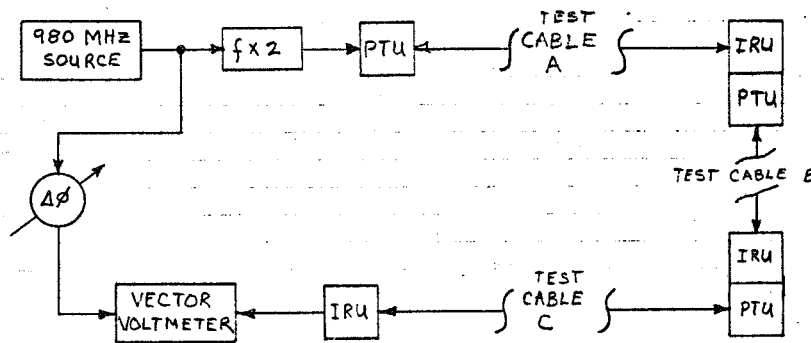 980 MHZ
SOURCE
f x 2
PTU
TEST
CABLE
A
IRU
PTU
TEST CABLE B
IRU
PTU
TEST
CABLE
C
IRU
VECTOR
VOLTMETER
Δφ